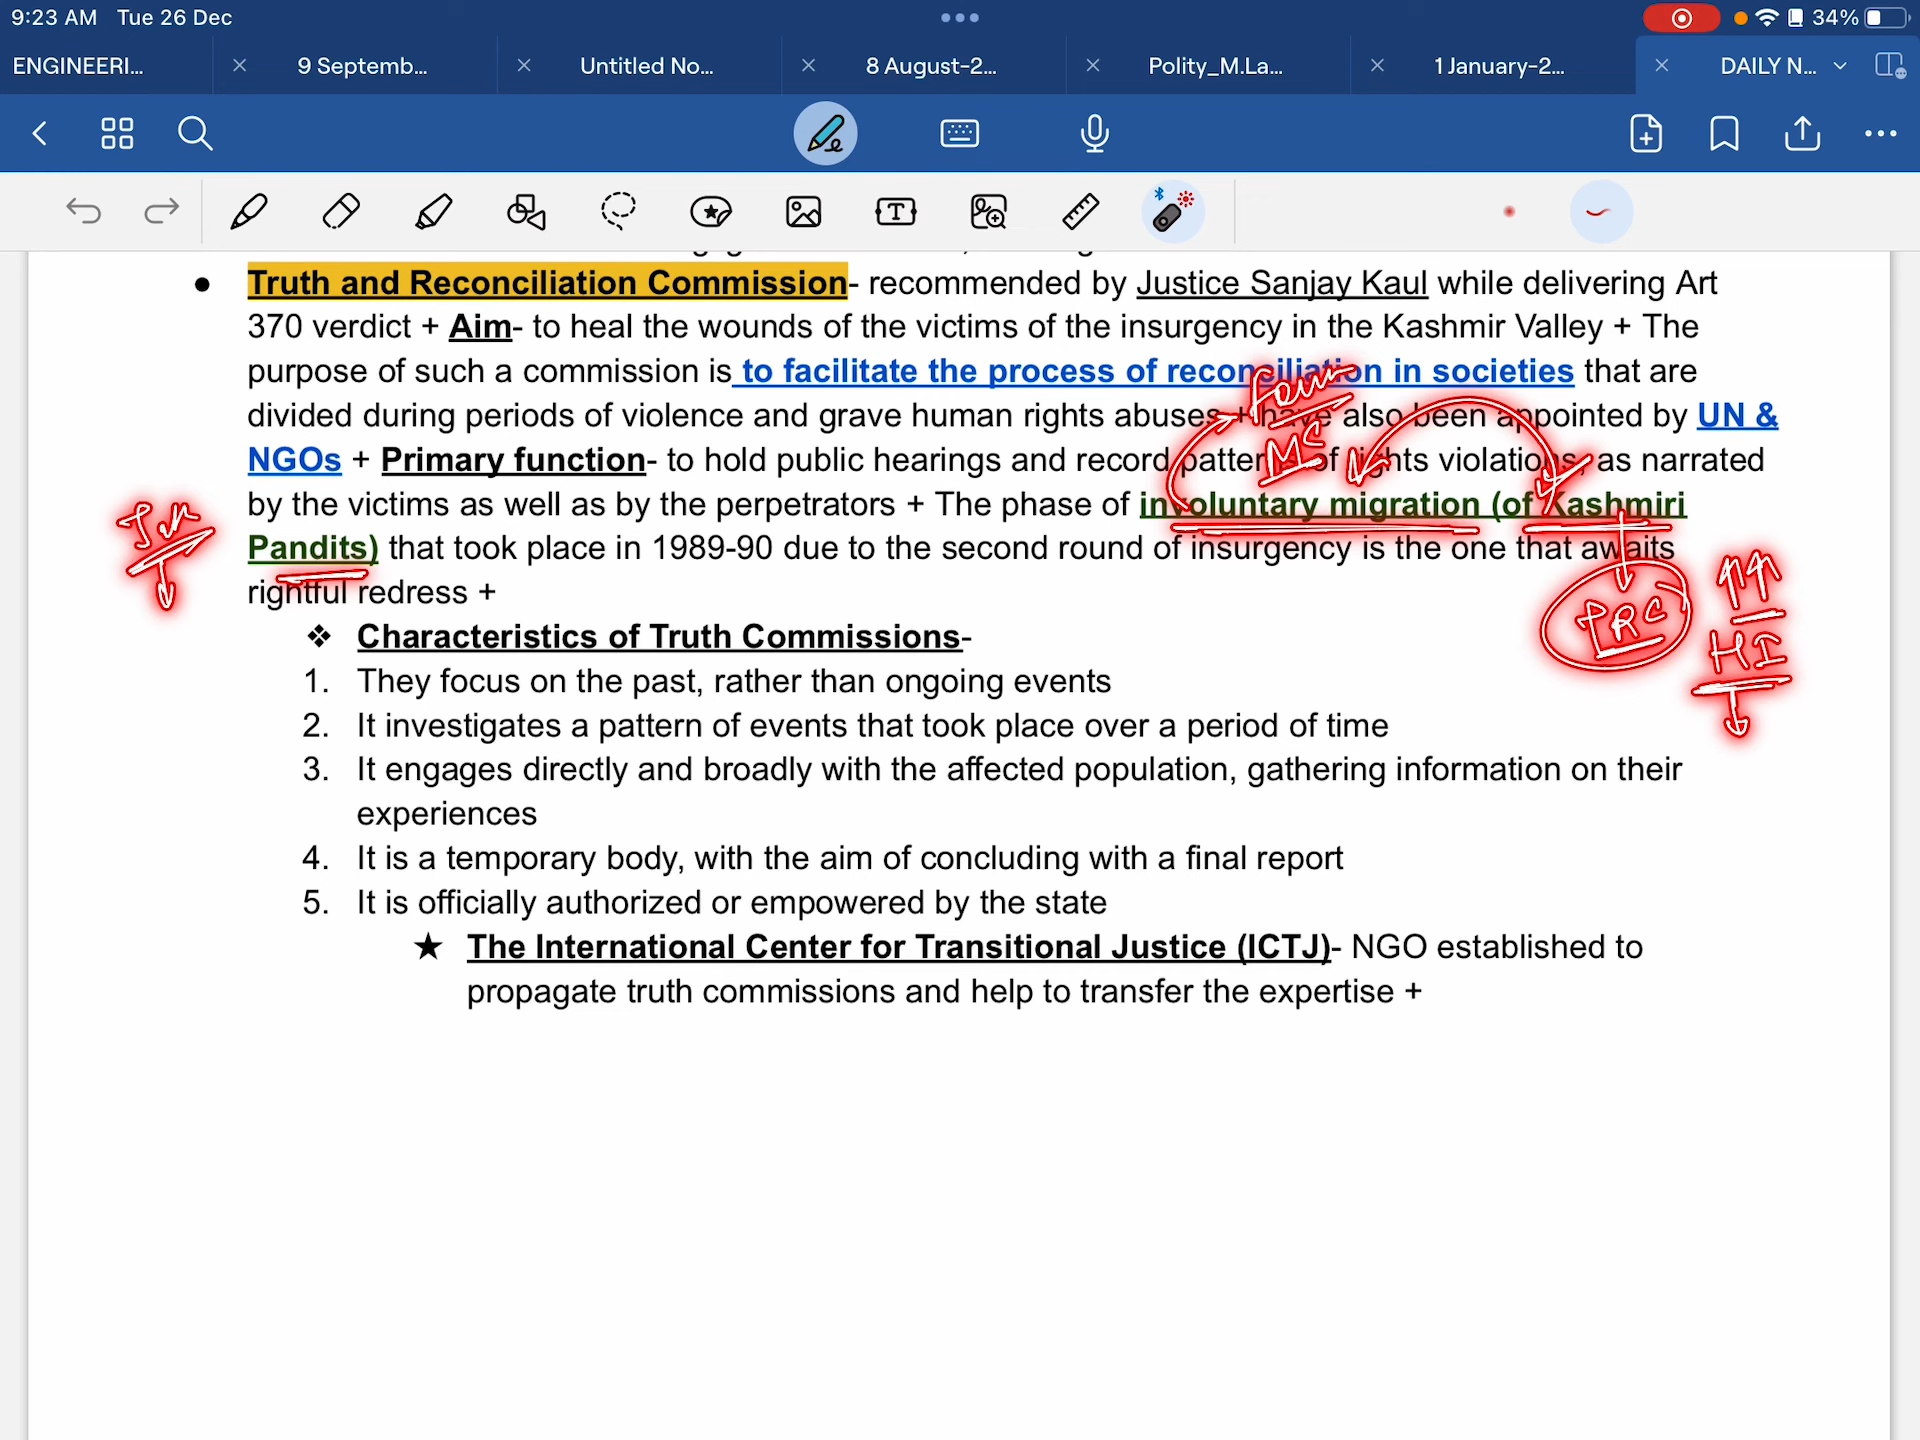 9:23 AM Tue 26 Dec
34%
ENGINEERI...
9 Septemb...
Untitled No...
8 August-2...
Polity_M.La...
1 January-2...
DAILY N...
Truth and Reconciliation Commission- recommended by Justice Sanjay Kaul while delivering Art
370 verdict + Aim- to heal the wounds of the victims of the insurgency in the Kashmir Valley + The
purpose of such a commission is to facilitate the process of reconciliation in societies that are
divided during periods of violence and grave human rights abuses + have also been appointed by UN &
NGOs + Primary function- to hold public hearings and record patterns of rights violations, as narrated
by the victims as well as by the perpetrators + The phase of involuntary migration (of Kashmiri
Pandits) that took place in 1989-90 due to the second round of insurgency is the one that awaits
rightful redress +
MC
TRC
HI
❖ Characteristics of Truth Commissions-
1. They focus on the past, rather than ongoing events
2. It investigates a pattern of events that took place over a period of time
3. It engages directly and broadly with the affected population, gathering information on their
experiences
4. It is a temporary body, with the aim of concluding with a final report
5. It is officially authorized or empowered by the state
★ The International Center for Transitional Justice (ICTJ)- NGO established to
propagate truth commissions and help to transfer the expertise +